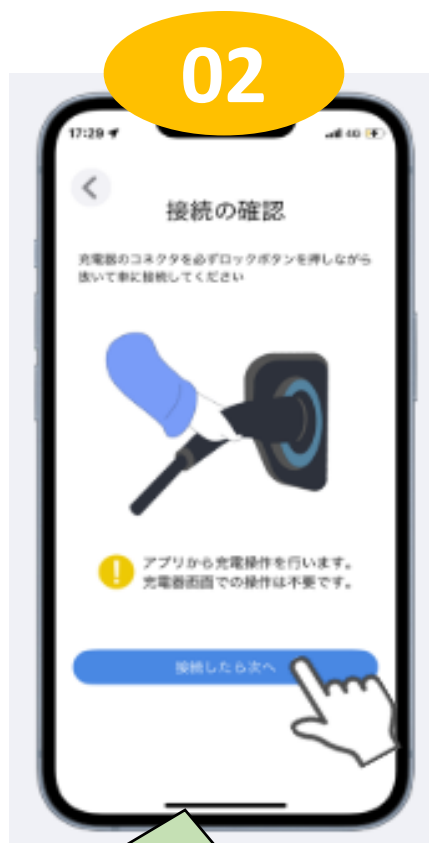 02
17:29
4G
接続の確認
充電器のコネクタを必ずロックボタンを押しながら
抜いて車に接続してください
アプリから充電操作を行います。
充電器画面での操作は不要です。
接続したら次へ